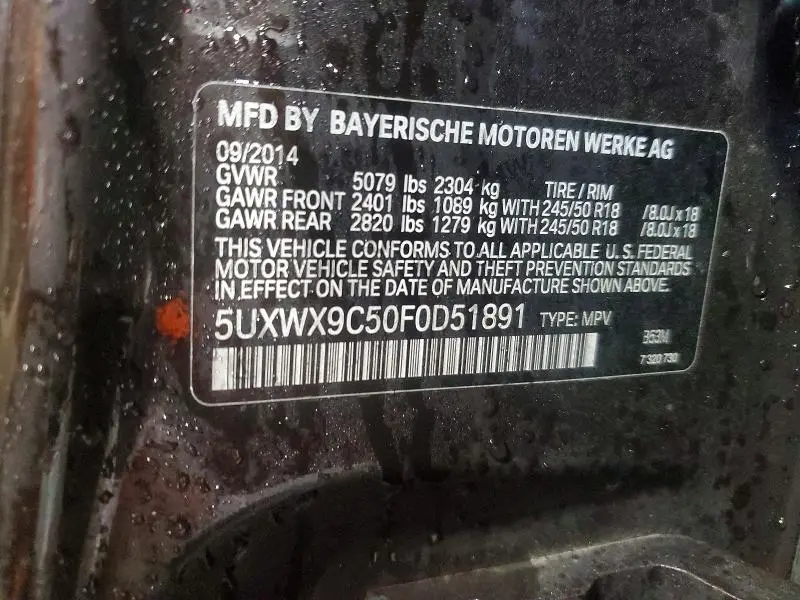 MFD BY BAYERISCHE MOTOREN WERKE AG
09/2014
GVWR 5079 lbs 2304 kg TIRE / RIM
GAWR FRONT 2401 lbs 1089 kg WITH 245/50 R18 /8.0J x 18
GAWR REAR 2820 lbs 1279 kg WITH 245/50 R18 /8.0J x 18
THIS VEHICLE CONFORMS TO ALL APPLICABLE U.S. FEDERAL
MOTOR VEHICLE SAFETY AND THEFT PREVENTION STANDARDS
IN EFFECT ON THE DATE OF MANUFACTURE SHOWN ABOVE.
5UXWX9C50F0D51891 TYPE: MPV
7320730